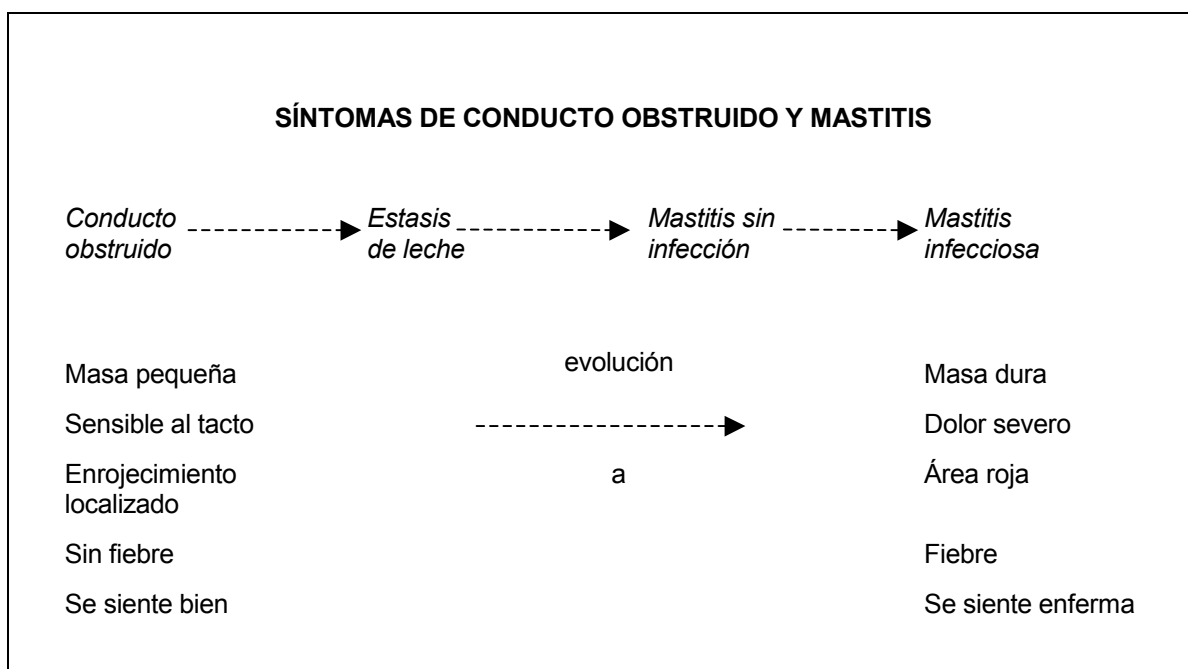 SÍNTOMAS DE CONDUCTO OBSTRUIDO Y MASTITIS
Conducto obstruido
Estasis de leche
Mastitis sin infección
Mastitis infecciosa
Masa pequeña
evolución
Masa dura
Sensible al tacto
Dolor severo
Enrojecimiento
localizado
a
Área roja
Sin fiebre
Fiebre
Se siente bien
Se siente enferma